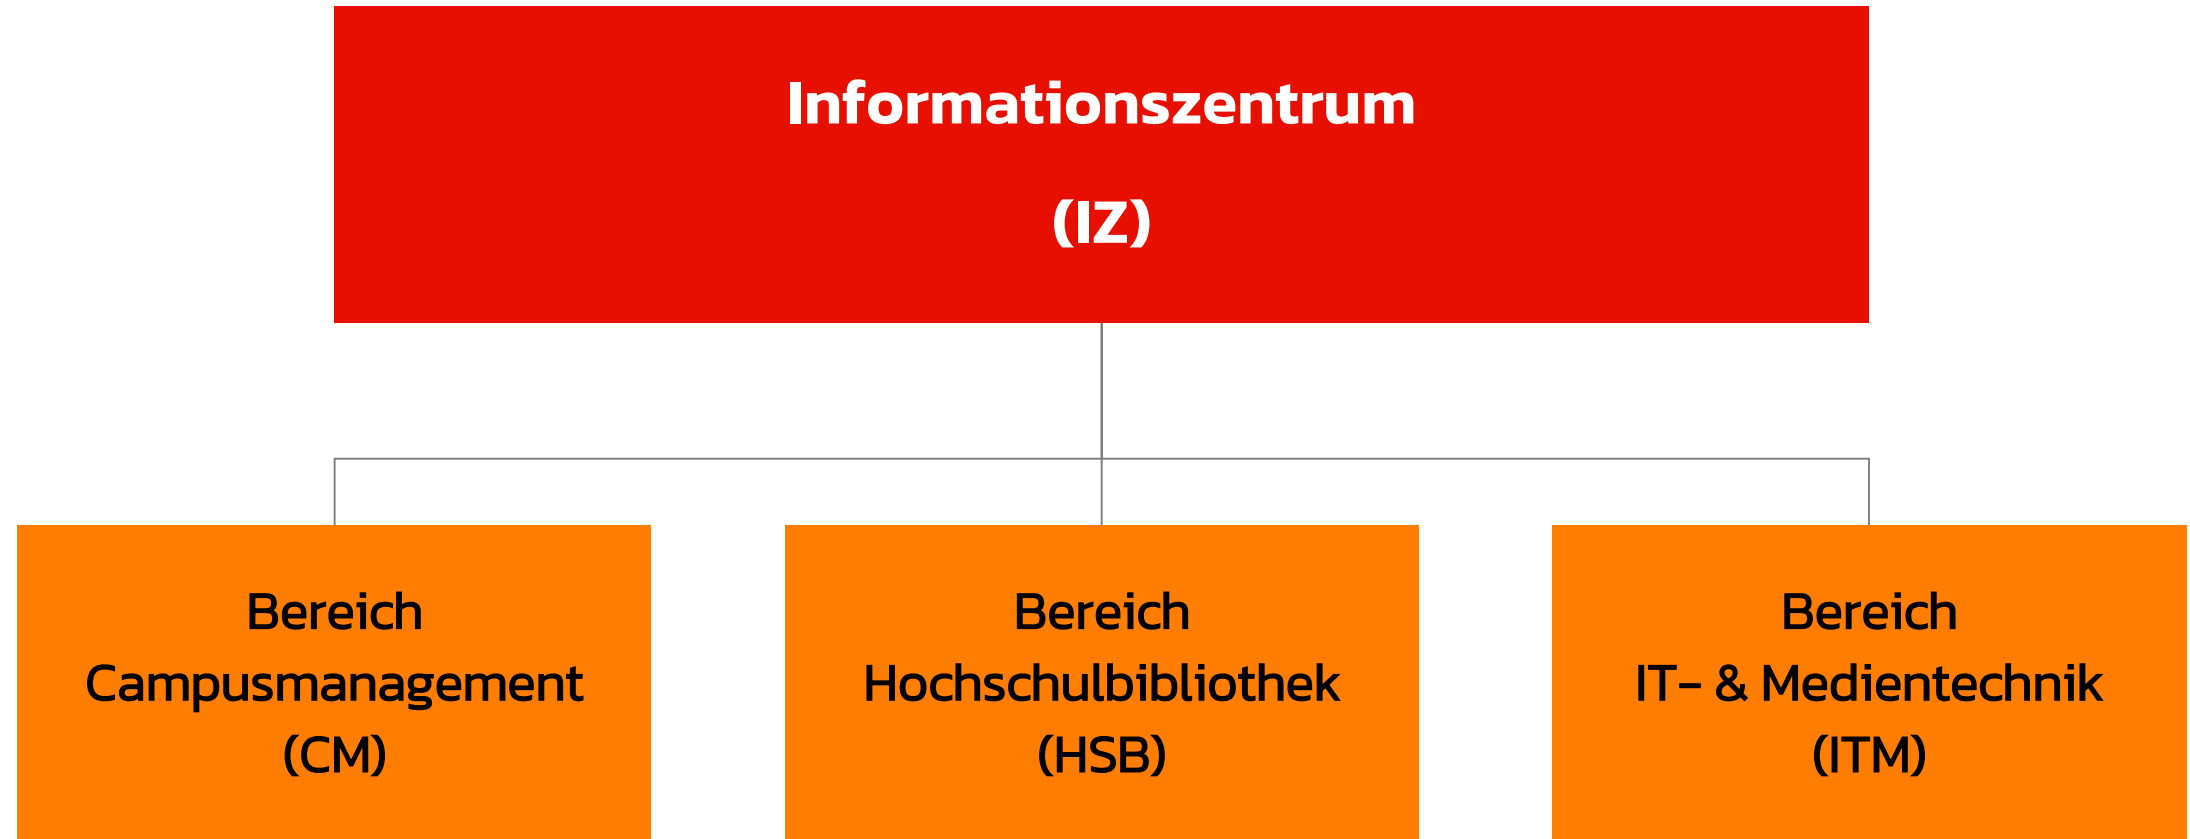 Informationszentrum
(IZ)
Bereich
Campusmanagement
(CM)
Bereich
Hochschulbibliothek
(HSB)
Bereich
IT- & Medientechnik
(ITM)